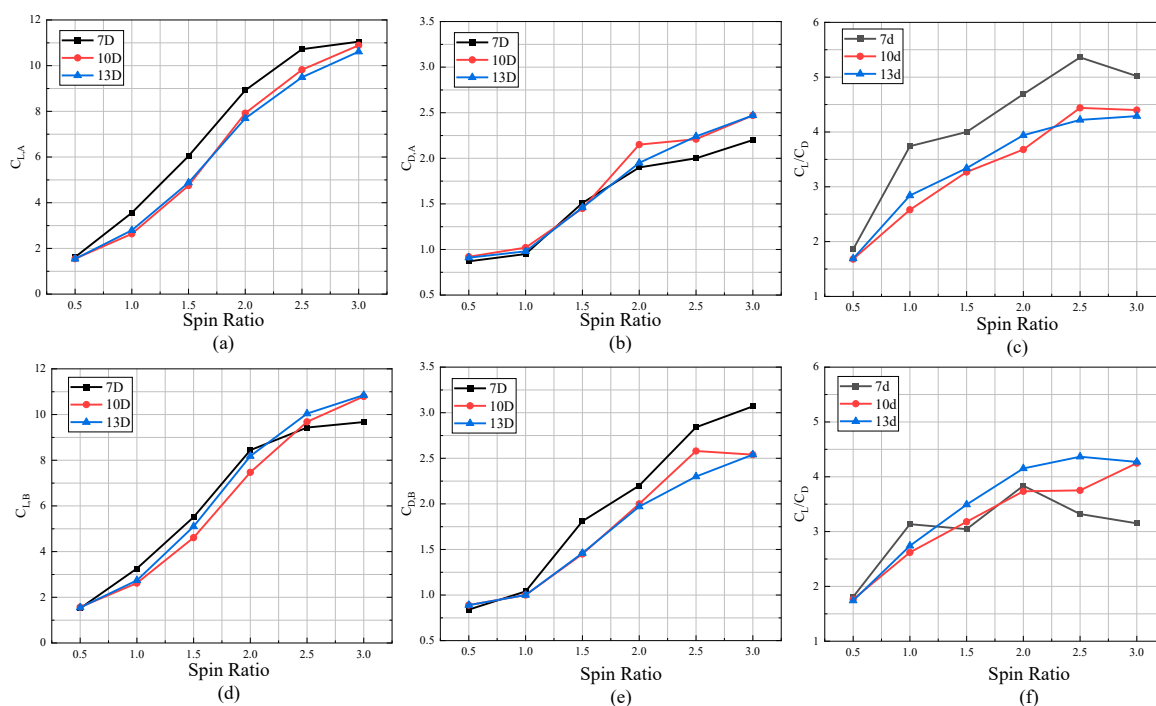 12
10
8
6
4
2
0
C_L,A
7D
10D
13D
0.5 1.0 1.5 2.0 2.5 3.0
Spin Ratio
(a)
3.5
3.0
2.5
2.0
1.5
1.0
0.5
C_D,A
7D
10D
13D
0.5 1.0 1.5 2.0 2.5 3.0
Spin Ratio
(b)
6
5
4
3
2
1
C_L/C_D
7d
10d
13d
0.5 1.0 1.5 2.0 2.5 3.0
Spin Ratio
(c)
12
10
8
6
4
2
0
C_L,B
7D
10D
13D
0.5 1.0 1.5 2.0 2.5 3.0
Spin Ratio
(d)
3.5
3.0
2.5
2.0
1.5
1.0
0.5
C_D,B
7D
10D
13D
0.5 1.0 1.5 2.0 2.5 3.0
Spin Ratio
(e)
6
5
4
3
2
1
C_L/C_D
7d
10d
13d
0.5 1.0 1.5 2.0 2.5 3.0
Spin Ratio
(f)